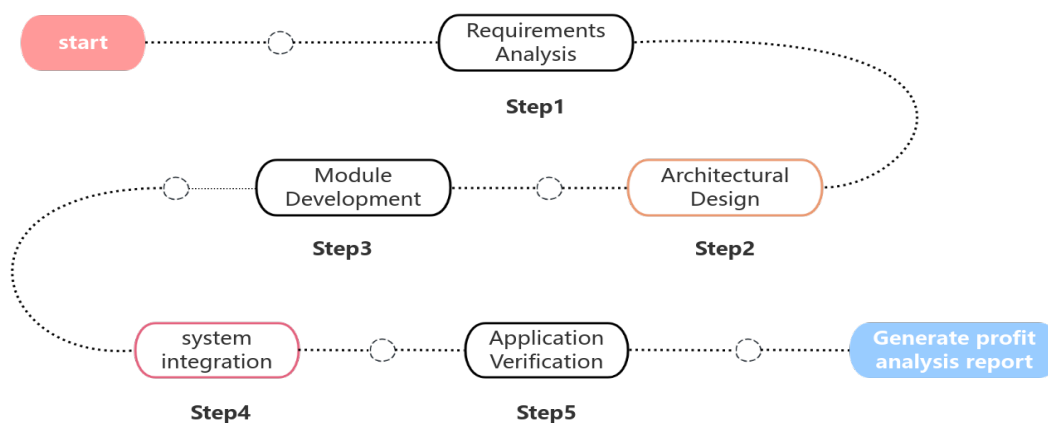 start
Requirements
Analysis
Step1
Module
Development
Architectural
Design
Step3
Step2
system
integration
Application
Verification
Generate profit
analysis report
Step4
Step5